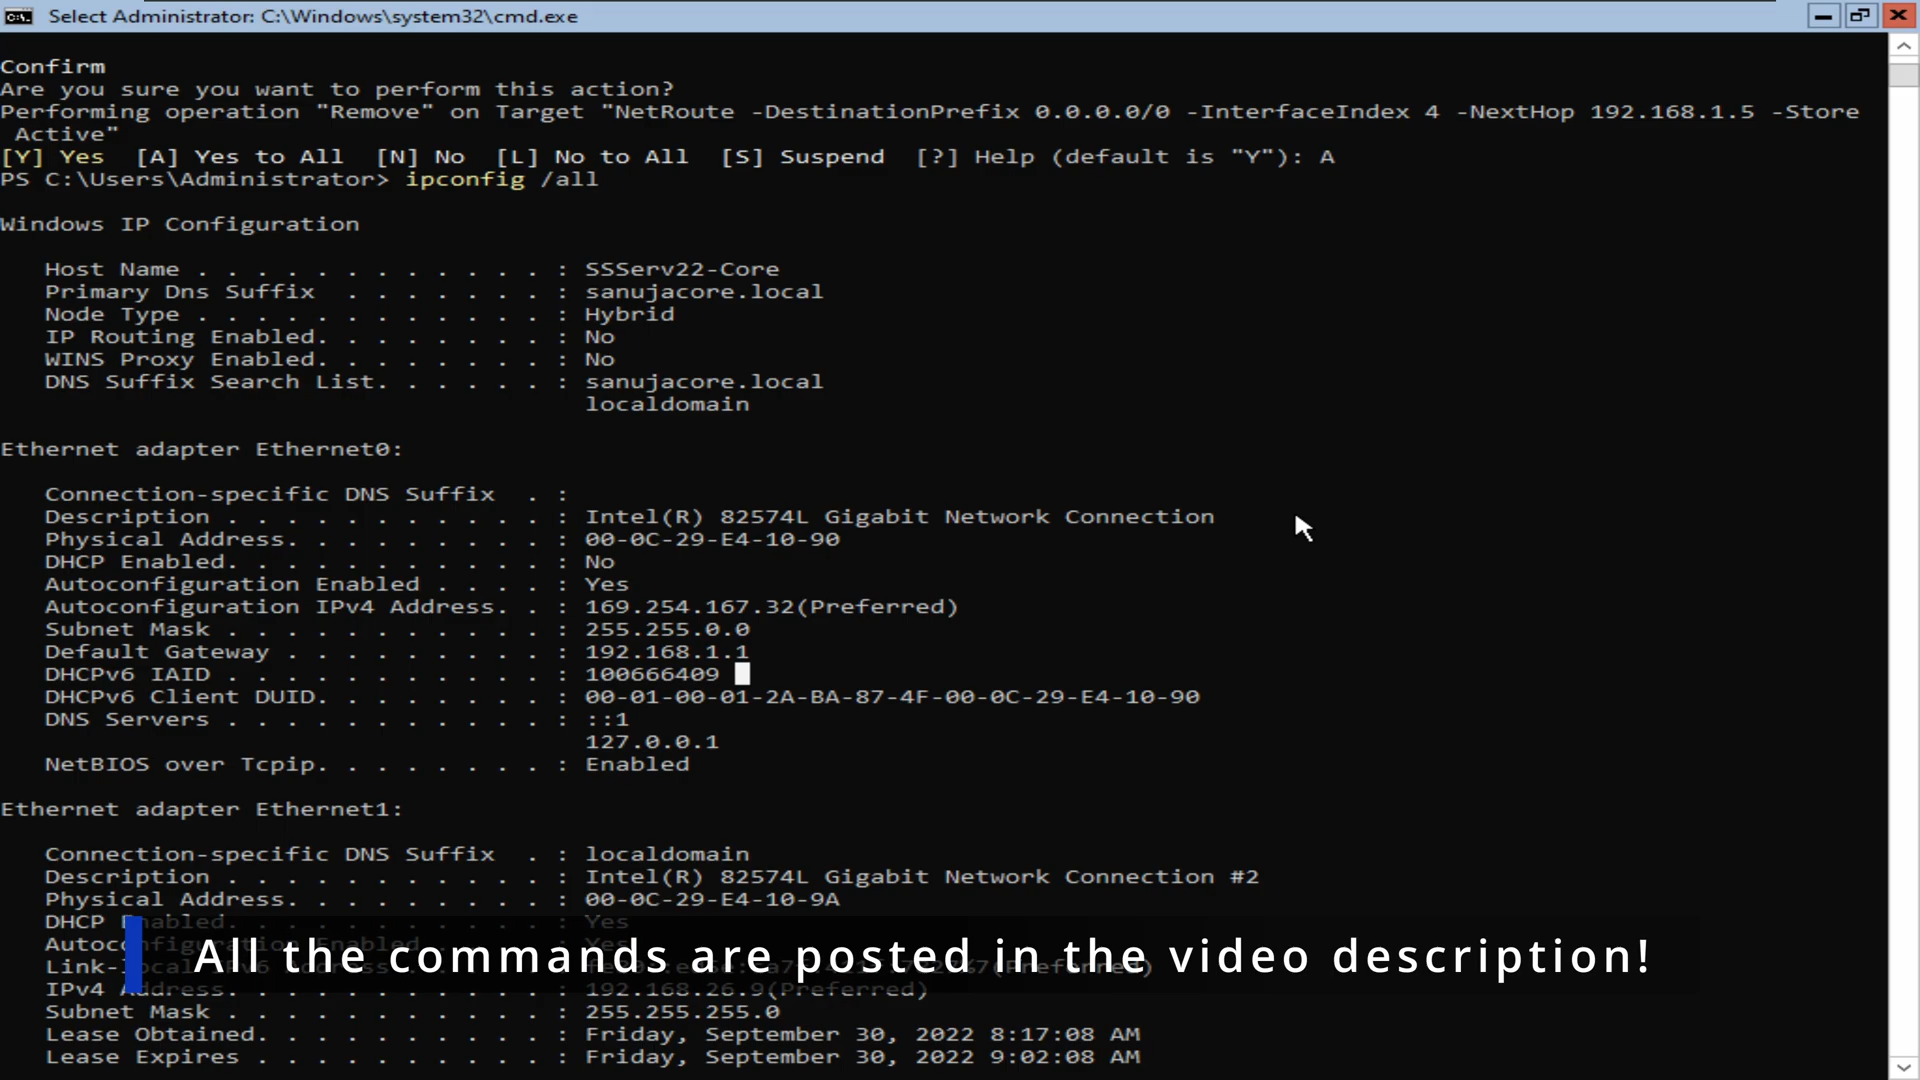 Select Administrator: C:\Windows\system32\cmd.exe
Confirm
Are you sure you want to perform this action?
Performing operation "Remove" on Target "NetRoute -DestinationPrefix 0.0.0.0/0 -InterfaceIndex 4 -NextHop 192.168.1.5 -Store
Active"
[Y] Yes  [A] Yes to All  [N] No  [L] No to All  [S] Suspend  [?] Help (default is "Y"): A
PS C:\Users\Administrator> ipconfig /all
Windows IP Configuration
Host Name . . . . . . . . . . . . : SSServ22-Core
Primary Dns Suffix  . . . . . . . : sanujacore.local
Node Type . . . . . . . . . . . . : Hybrid
IP Routing Enabled. . . . . . . . : No
WINS Proxy Enabled. . . . . . . . : No
DNS Suffix Search List. . . . . . : sanujacore.local
localdomain
Ethernet adapter Ethernet0:
Connection-specific DNS Suffix  . :
Description . . . . . . . . . . . : Intel(R) 82574L Gigabit Network Connection
Physical Address. . . . . . . . . : 00-0C-29-E4-10-90
DHCP Enabled. . . . . . . . . . . : No
Autoconfiguration Enabled . . . . : Yes
Autoconfiguration IPv4 Address. . : 169.254.167.32(Preferred)
Subnet Mask . . . . . . . . . . . : 255.255.0.0
Default Gateway . . . . . . . . . : 192.168.1.1
DHCPv6 IAID . . . . . . . . . . . : 100666409
DHCPv6 Client DUID. . . . . . . . : 00-01-00-01-2A-BA-87-4F-00-0C-29-E4-10-90
DNS Servers . . . . . . . . . . . : ::1
127.0.0.1
NetBIOS over Tcpip. . . . . . . . : Enabled
Ethernet adapter Ethernet1:
Connection-specific DNS Suffix  . : localdomain
Description . . . . . . . . . . . : Intel(R) 82574L Gigabit Network Connection #2
Physical Address. . . . . . . . . : 00-0C-29-E4-10-9A
DHCP Enabled. . . . . . . . . . . : Yes
All the commands are posted in the video description!
IPv4 Address. . . . . . . . . . . : 192.168.26.9(Preferred)
Subnet Mask . . . . . . . . . . . : 255.255.255.0
Lease Obtained. . . . . . . . . . : Friday, September 30, 2022 8:17:08 AM
Lease Expires . . . . . . . . . . : Friday, September 30, 2022 9:02:08 AM